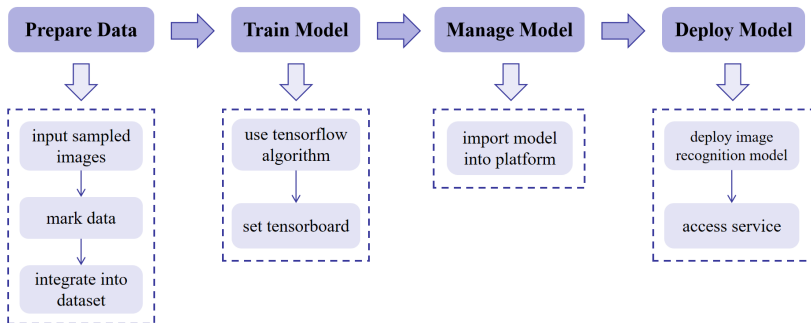 Prepare Data
Train Model
Manage Model
Deploy Model
input sampled
images
mark data
integrate into
dataset
use tensorflow
algorithm
set tensorboard
import model
into platform
deploy image
recognition model
access service